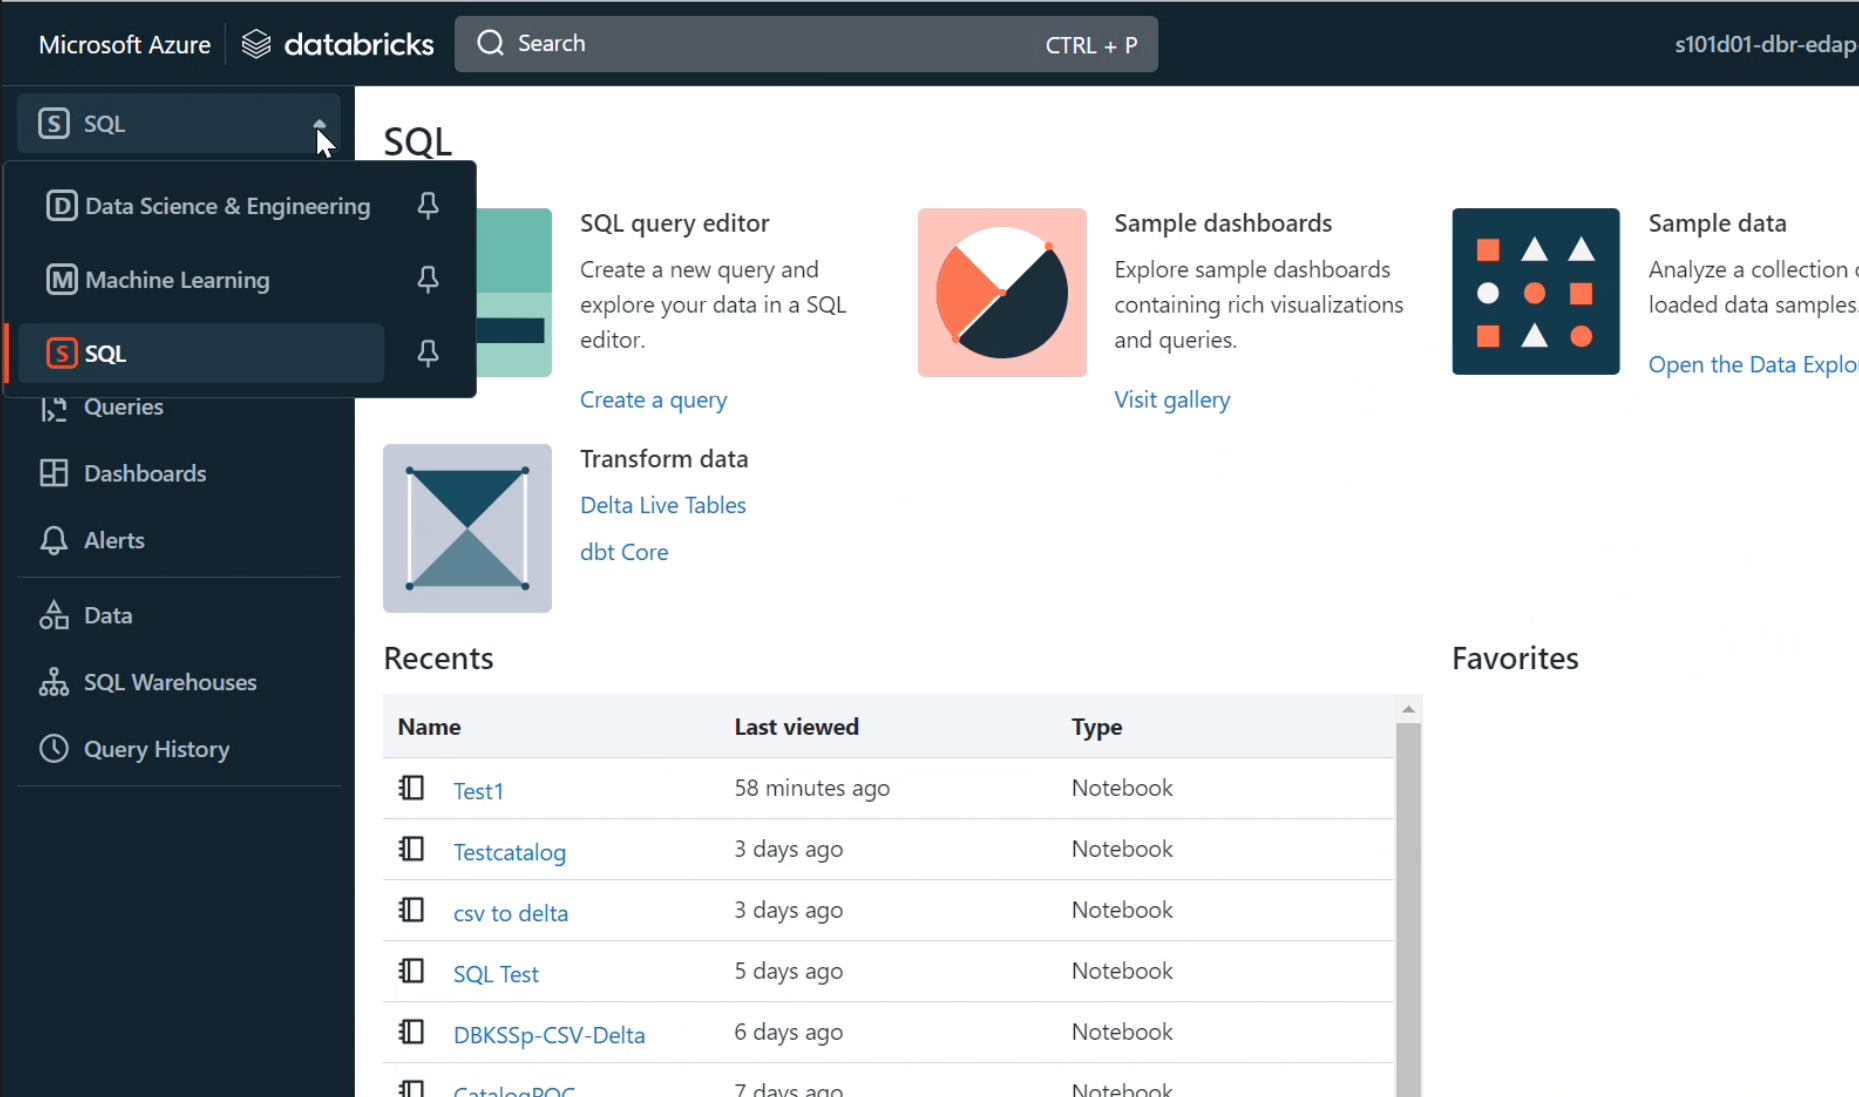 Microsoft Azure
databricks
Search
CTRL + P
s101d01-dbr-edap
S SQL
D Data Science & Engineering
M Machine Learning
S SQL
Queries
Dashboards
Alerts
Data
SQL Warehouses
Query History
SQL
SQL query editor
Create a new query and
explore your data in a SQL
editor.
Create a query
Sample dashboards
Explore sample dashboards
containing rich visualizations
and queries.
Visit gallery
Sample data
Analyze a collection
loaded data samples.
Open the Data Explo
Transform data
Delta Live Tables
dbt Core
Recents
Favorites
Name Last viewed Type
Test1 58 minutes ago Notebook
Testcatalog 3 days ago Notebook
csv to delta 3 days ago Notebook
SQL Test 5 days ago Notebook
DBKSSp-CSV-Delta 6 days ago Notebook
CatalogPOC 7 days ago Notebook